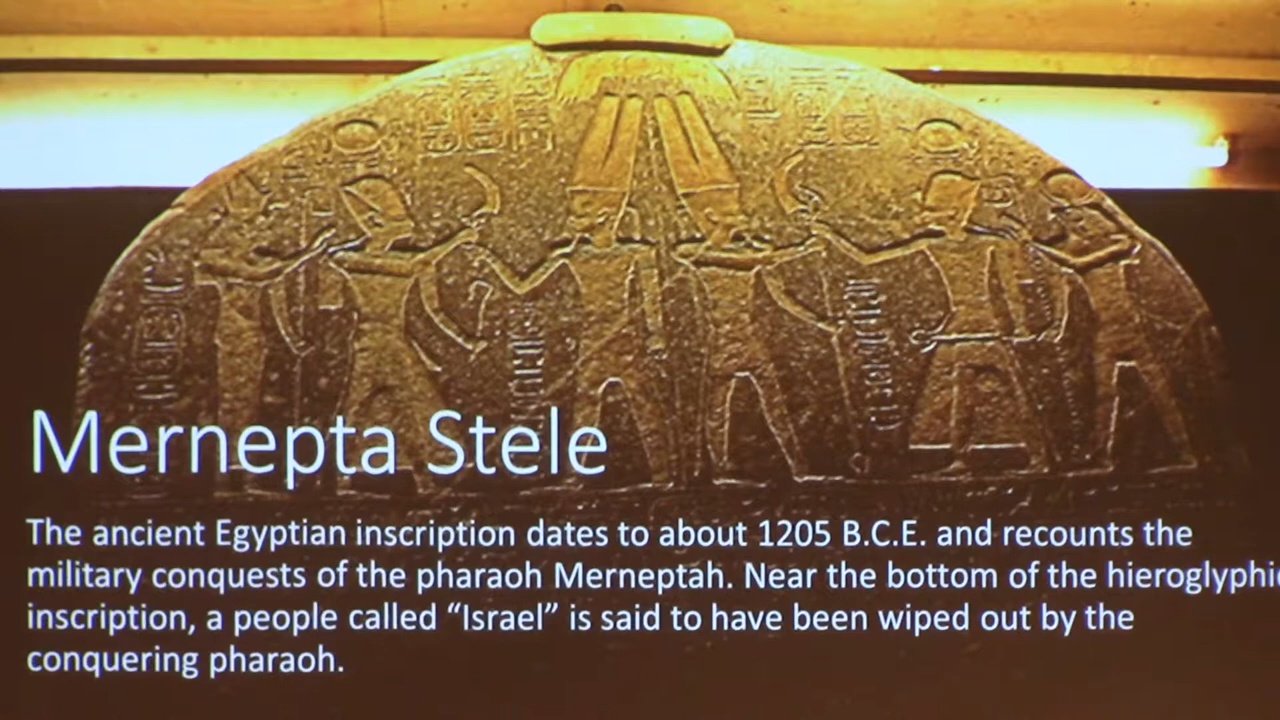 Mernepta Stele
The ancient Egyptian inscription dates to about 1205 B.C.E. and recounts the
military conquests of the pharaoh Merneptah. Near the bottom of the hieroglyphic
inscription, a people called “Israel” is said to have been wiped out by the
conquering pharaoh.